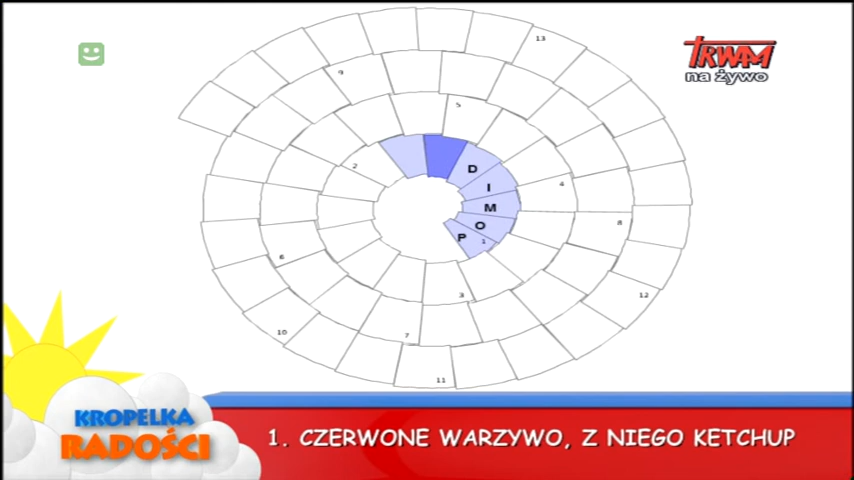 13
TRWAM
na żywo
9
5
2
D
4
I
M
8
O
P 1
6
3
12
10
7
11
KROPELKA
RADOŚCI
1. CZERWONE WARZYWO, Z NIEGO KETCHUP